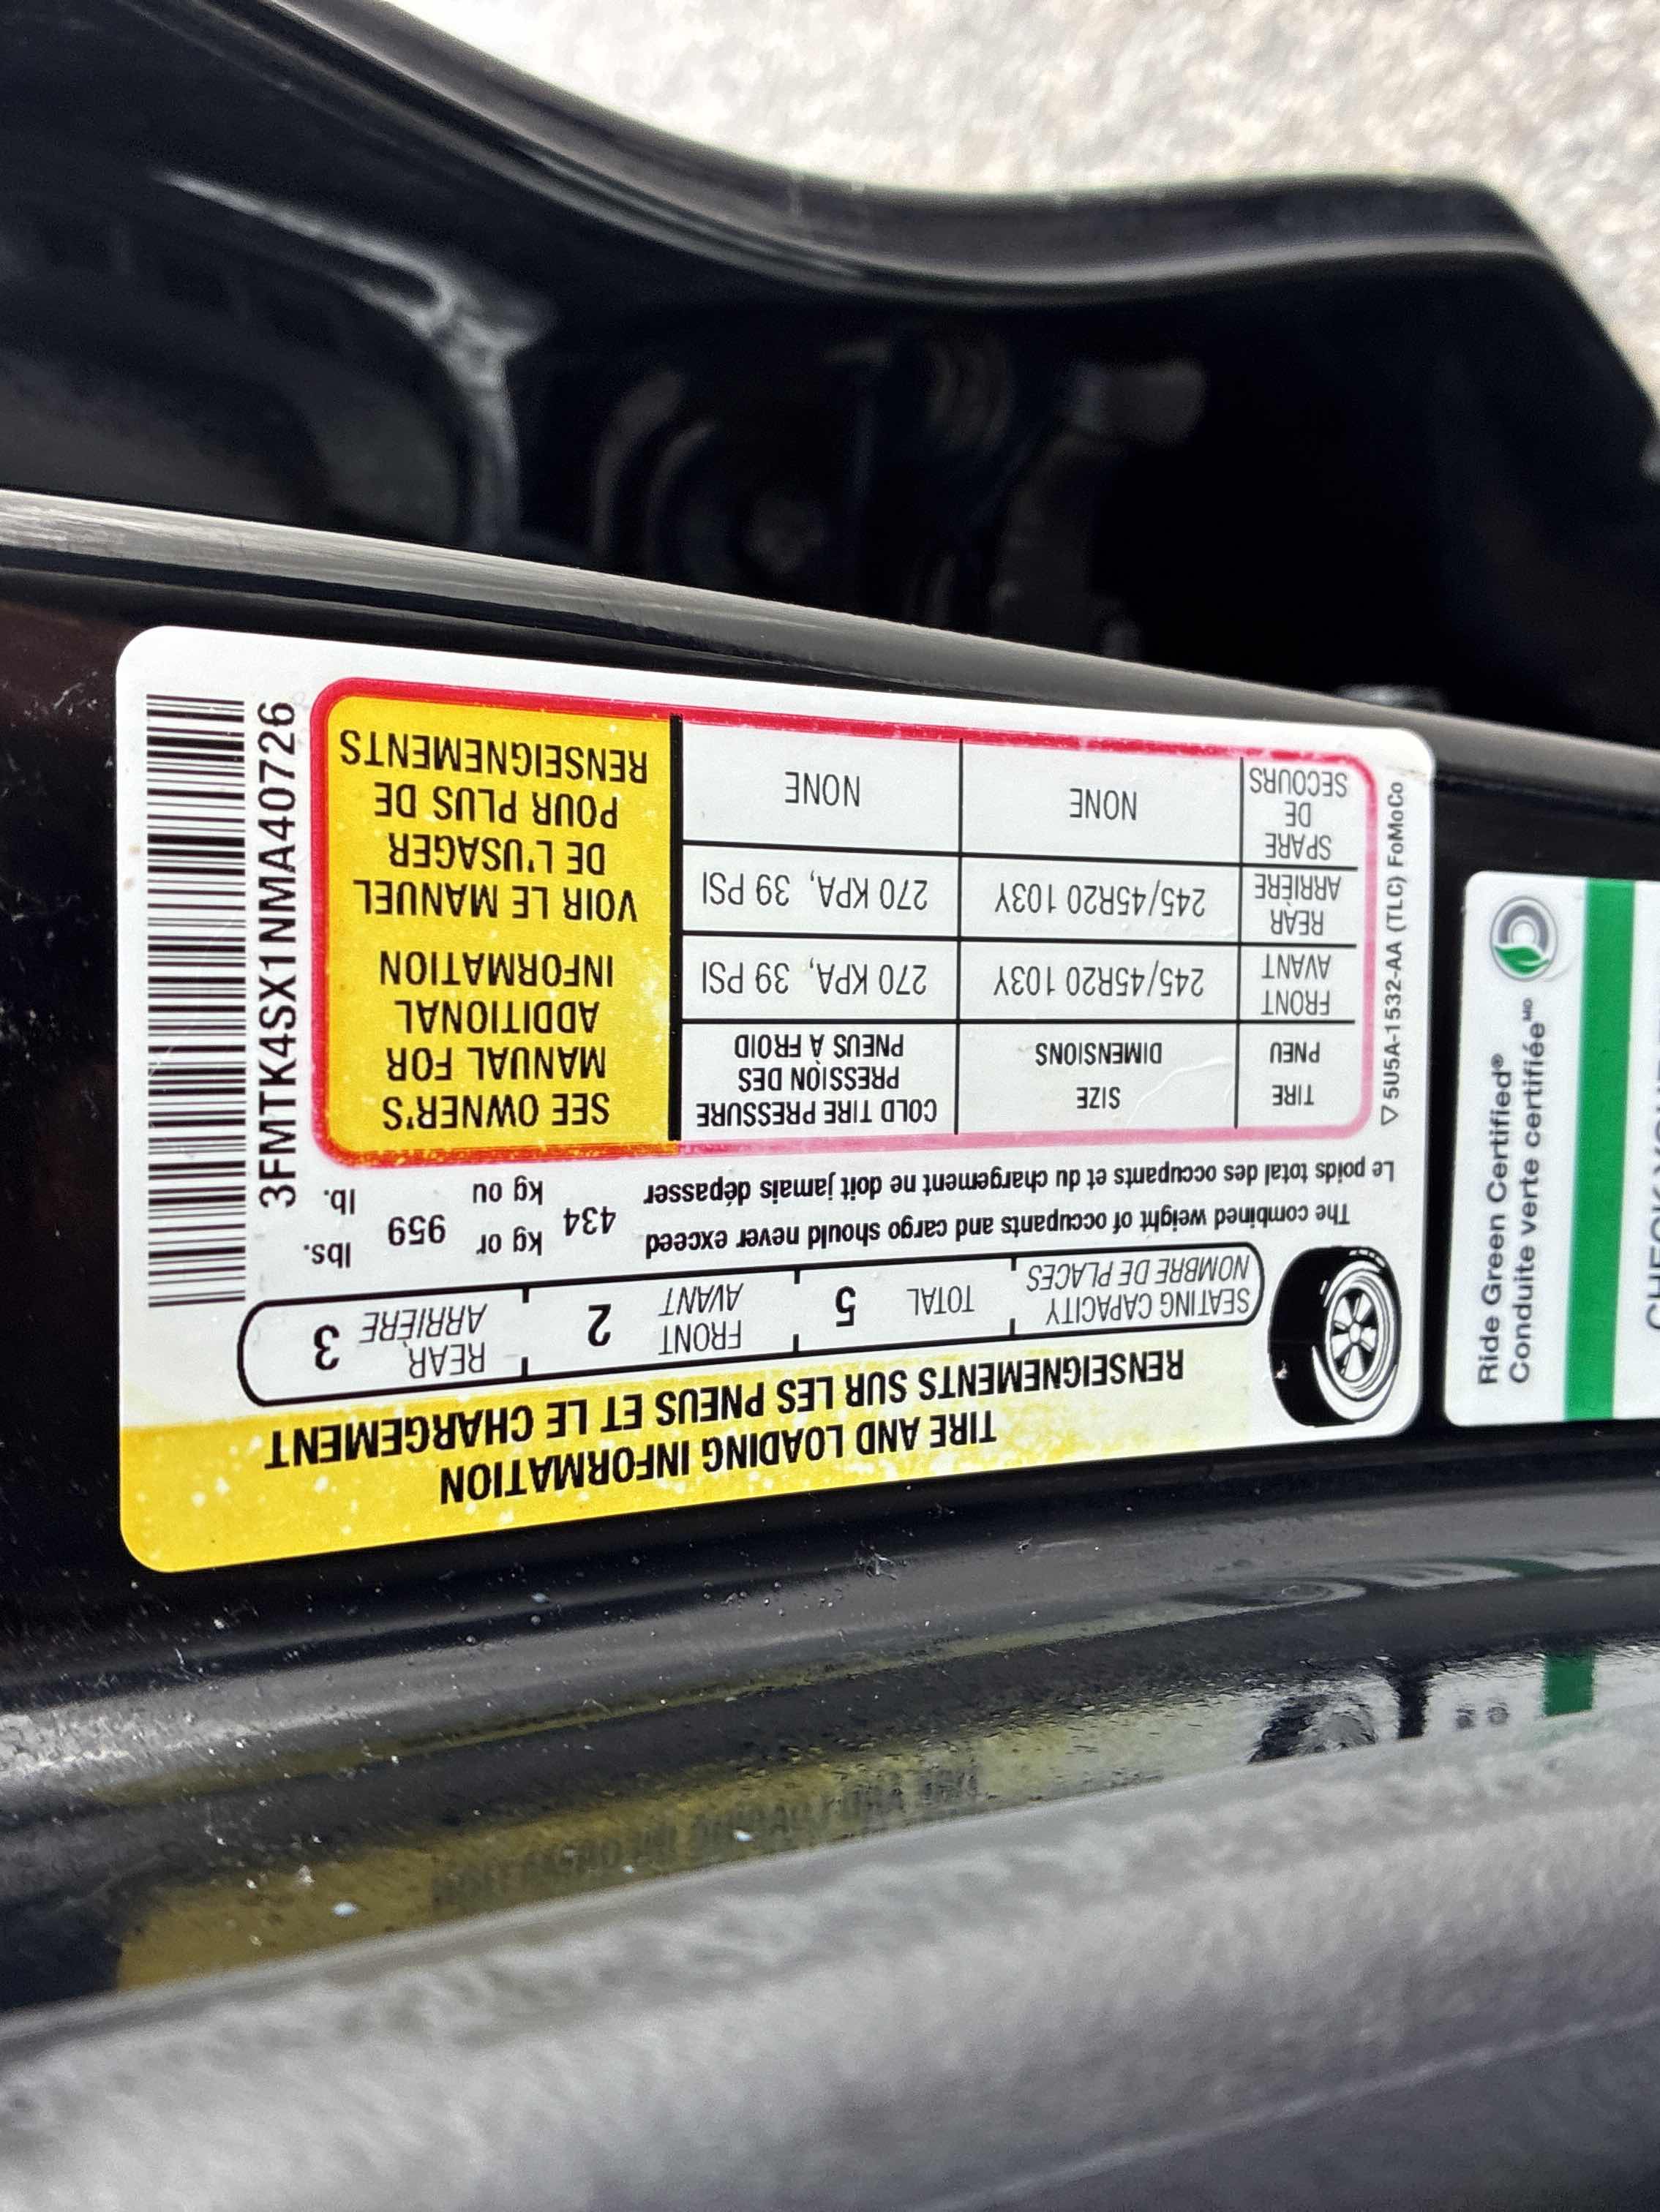 TIRE AND LOADING INFORMATION
RENSEIGNEMENTS SUR LES PNEUS ET LE CHARGEMENT
SEATING CAPACITY
NOMBRE DE PLACES
TOTAL 5
FRONT
AVANT
2
REAR
ARRIÈRE
3
The combined weight of occupants and cargo should never exceed
Le poids total des occupants et du chargement ne doit jamais dépasser
434
kg or
kg ou
959
lbs.
lb.
TIRE
PNEU
SIZE
DIMENSIONS
COLD TIRE PRESSURE
PRESSION DES
PNEUS À FROID
FRONT
AVANT
245/45R20 103Y
270 KPA, 39 PSI
REAR
ARRIÈRE
245/45R20 103Y
270 KPA, 39 PSI
SPARE
DE
SECOURS
NONE
NONE
SEE OWNER'S
MANUAL FOR
ADDITIONAL
INFORMATION
VOIR LE MANUEL
DE L'USAGER
POUR PLUS DE
RENSEIGNEMENTS
3FMTK4SX1NMA40726
▽ 5U5A-1532-AA (TLC) FoMoCo
Ride Green Certified®
Conduite verte certifiée MD